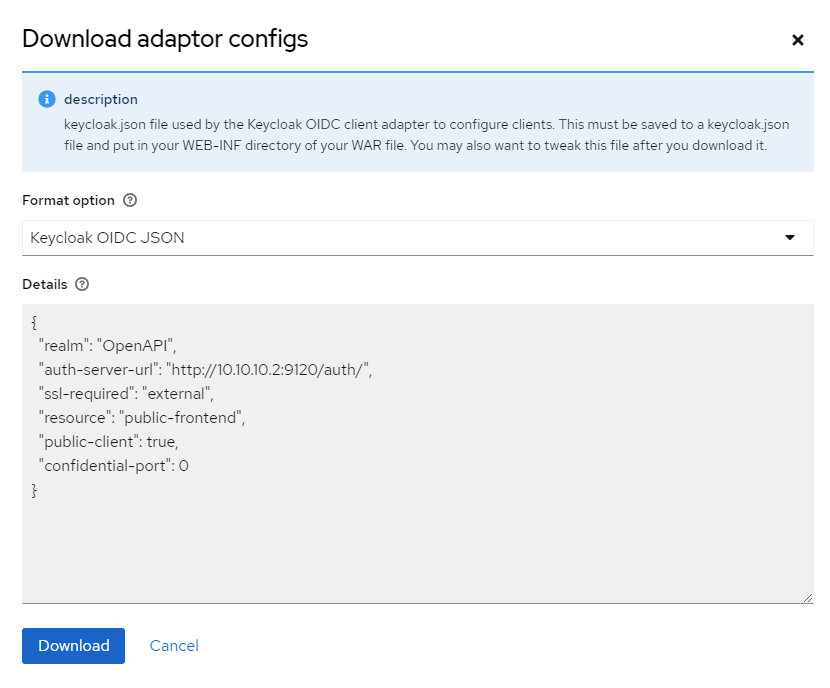 Download adaptor configs
description
keycloak.json file used by the Keycloak OIDC client adapter to configure clients. This must be saved to a keycloak.json
file and put in your WEB-INF directory of your WAR file. You may also want to tweak this file after you download it.
Format option
Keycloak OIDC JSON
Details
{
  "realm": "OpenAPI",
  "auth-server-url": "http://10.10.10.2:9120/auth/",
  "ssl-required": "external",
  "resource": "public-frontend",
  "public-client": true,
  "confidential-port": 0
}
Download Cancel